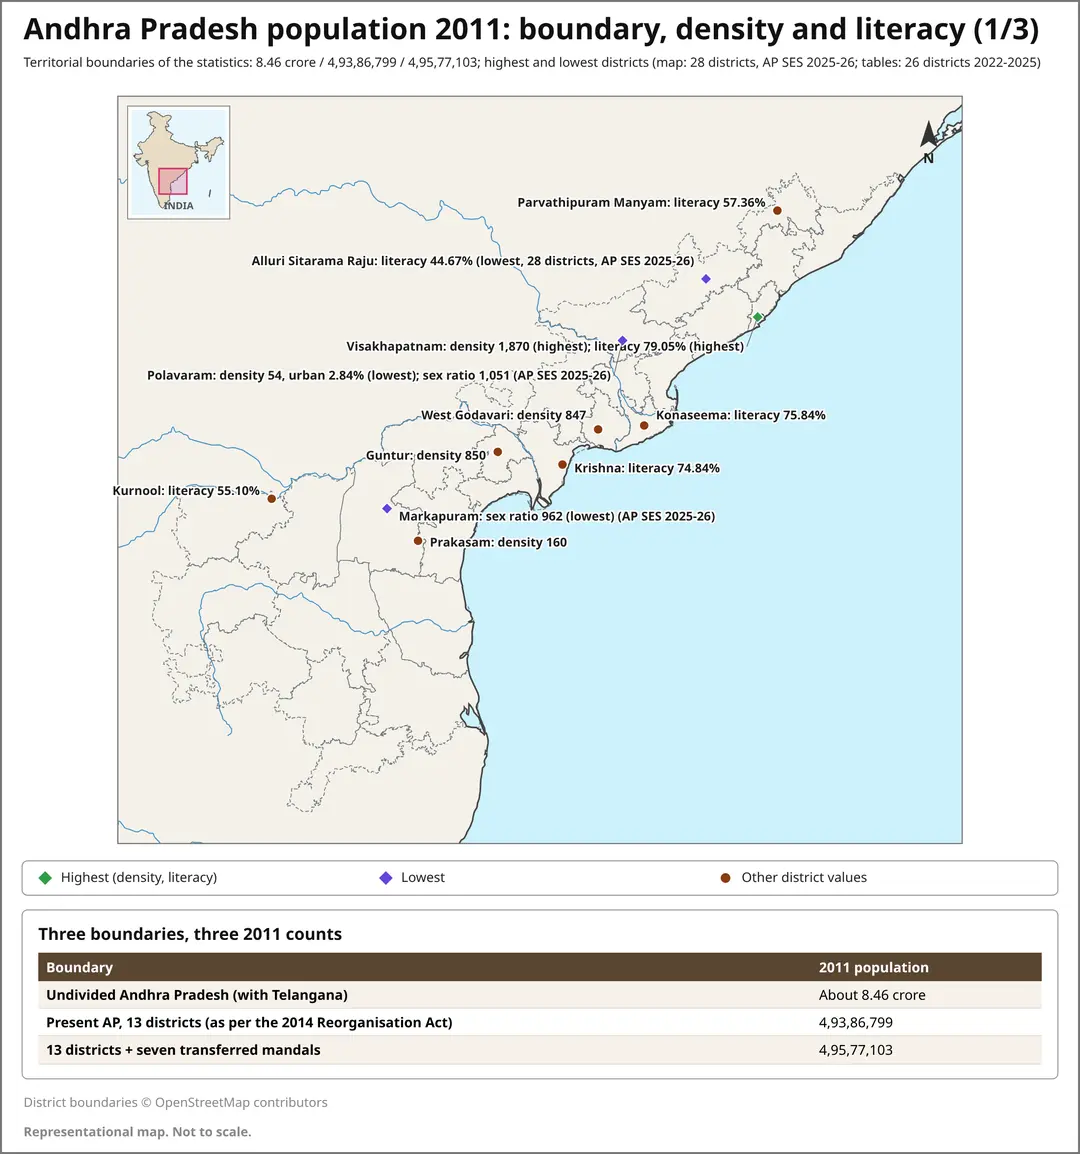 Andhra Pradesh population 2011: boundary, density and literacy (1/3)
Territorial boundaries of the statistics: 8.46 crore / 4,93,86,799 / 4,95,77,103; highest and lowest districts (map: 28 districts, AP SES 2025-26; tables: 26 districts 2022-2025)
INDIA
N
Parvathipuram Manyam: literacy 57.36%
Alluri Sitarama Raju: literacy 44.67% (lowest, 28 districts, AP SES 2025-26)
Visakhapatnam: density 1,870 (highest); literacy 79.05% (highest)
Polavaram: density 54, urban 2.84% (lowest); sex ratio 1,051 (AP SES 2025-26)
West Godavari: density 847
Konaseema: literacy 75.84%
Guntur: density 850
Krishna: literacy 74.84%
Kurnool: literacy 55.10%
Markapuram: sex ratio 962 (lowest) (AP SES 2025-26)
Prakasam: density 160
Highest (density, literacy)
Lowest
Other district values
Three boundaries, three 2011 counts
Boundary 2011 population
Undivided Andhra Pradesh (with Telangana) About 8.46 crore
Present AP, 13 districts (as per the 2014 Reorganisation Act) 4,93,86,799
13 districts + seven transferred mandals 4,95,77,103
District boundaries © OpenStreetMap contributors
Representational map. Not to scale.